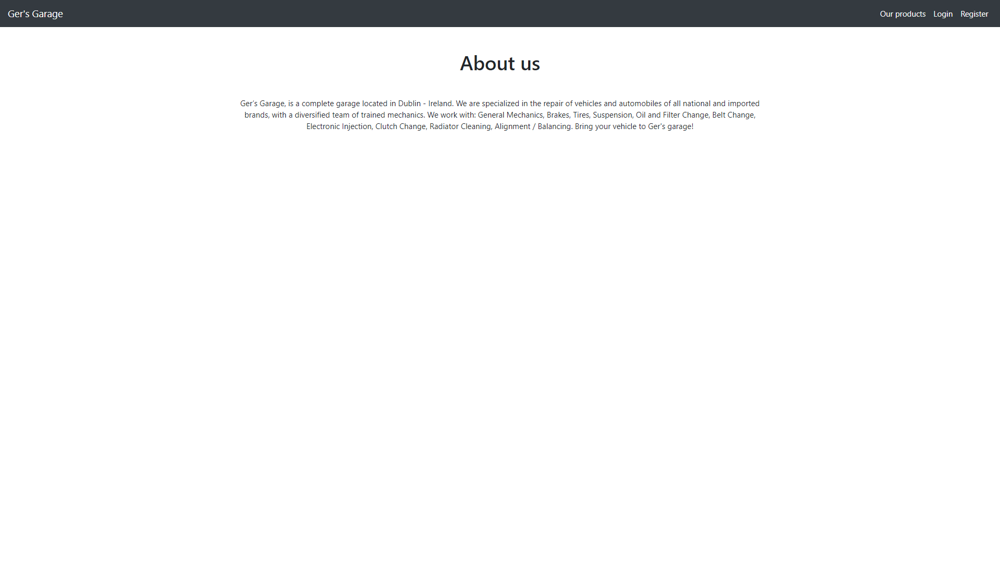 Ger's Garage
Our products
Login
Register
About us
Ger’s Garage, is a complete garage located in Dublin - Ireland. We are specialized in the repair of vehicles and automobiles of all national and imported
brands, with a diversified team of trained mechanics. We work with: General Mechanics, Brakes, Tires, Suspension, Oil and Filter Change, Belt Change,
Electronic Injection, Clutch Change, Radiator Cleaning, Alignment / Balancing. Bring your vehicle to Ger's garage!